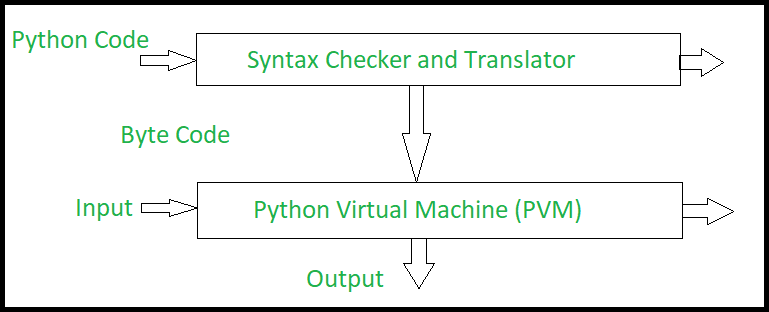 Python Code
Syntax Checker and Translator
Byte Code
Input
Python Virtual Machine (PVM)
Output